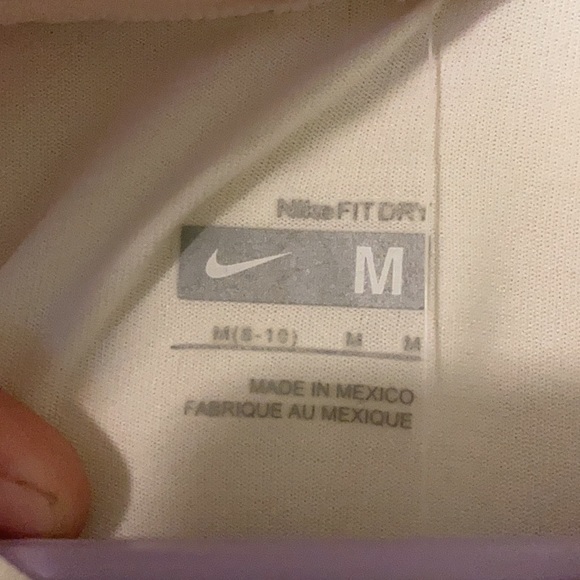 Nike FIT DRY
M
M(8-10) M M
MADE IN MEXICO
FABRIQUE AU MEXIQUE